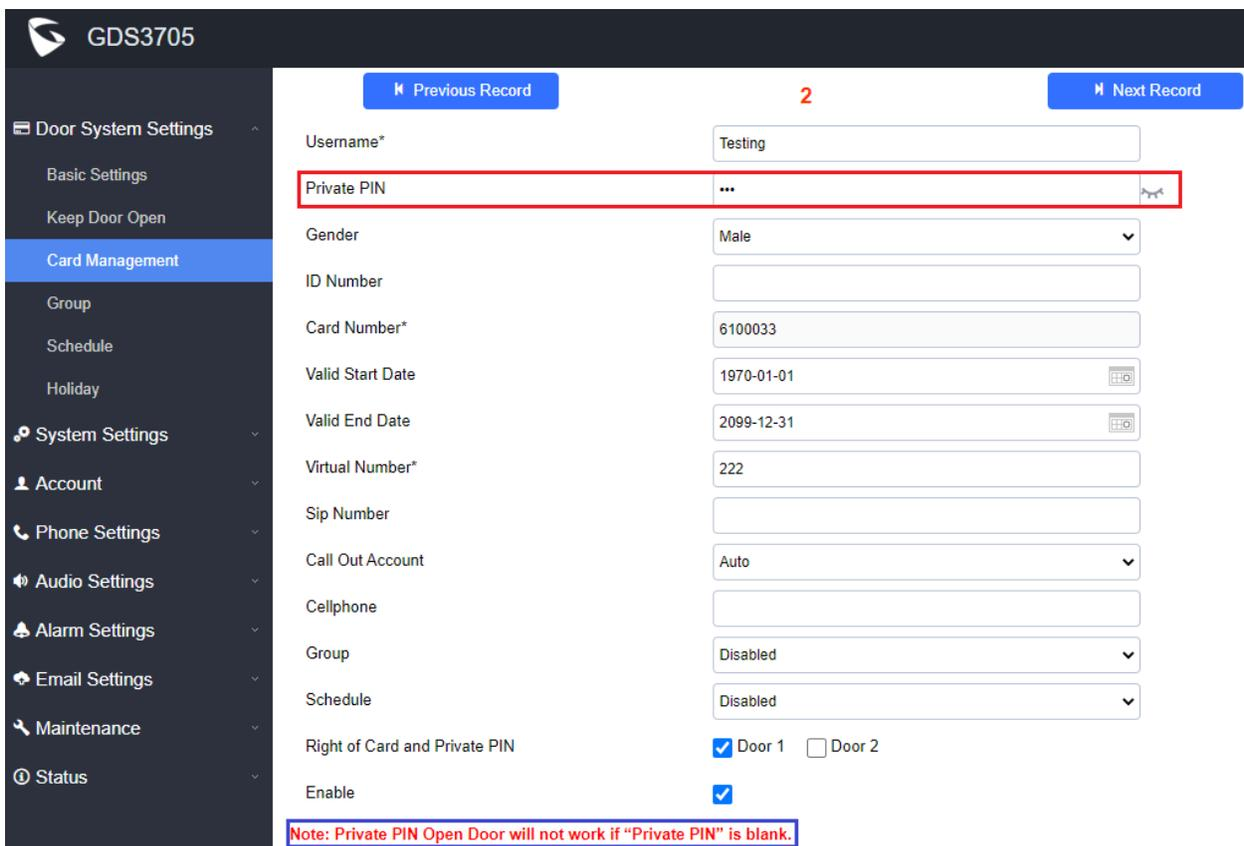 GDS3705
Previous Record
2
Next Record
Door System Settings
Basic Settings
Keep Door Open
Card Management
Group
Schedule
Holiday
System Settings
Account
Phone Settings
Audio Settings
Alarm Settings
Email Settings
Maintenance
Status
Username* Testing
Private PIN •••
Gender Male
ID Number
Card Number* 6100033
Valid Start Date 1970-01-01
Valid End Date 2099-12-31
Virtual Number* 222
Sip Number
Call Out Account Auto
Cellphone
Group Disabled
Schedule Disabled
Right of Card and Private PIN Door 1 Door 2
Enable
Note: Private PIN Open Door will not work if “Private PIN” is blank.